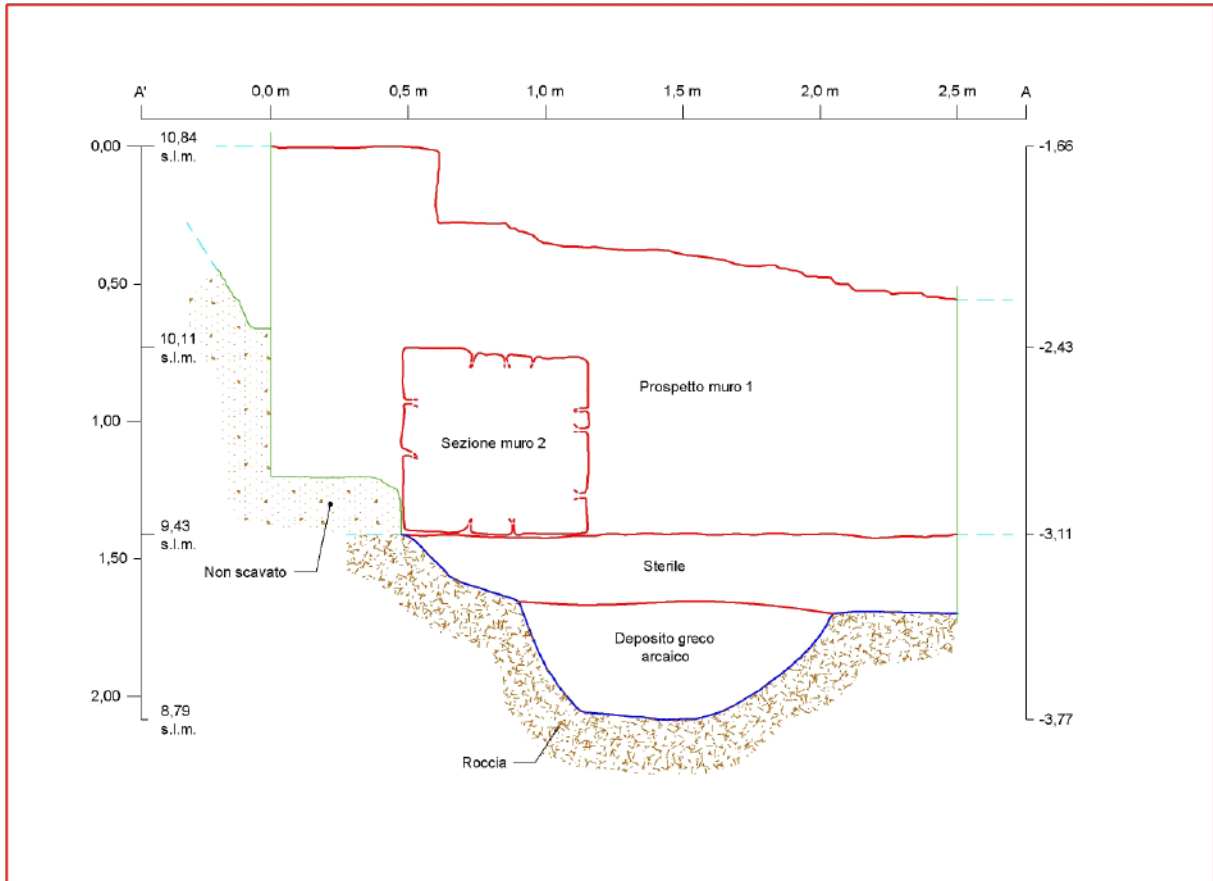 A'
0,0 m
0,5 m
1,0 m
1,5 m
2,0 m
2,5 m
A
0,00
10,84
s.l.m.
-1,66
0,50
10,11
s.l.m.
-2,43
Prospetto muro 1
1,00
Sezione muro 2
9,43
s.l.m.
-3,11
1,50
Non scavato
Sterile
Deposito greco
arcaico
2,00
8,79
s.l.m.
-3,77
Roccia